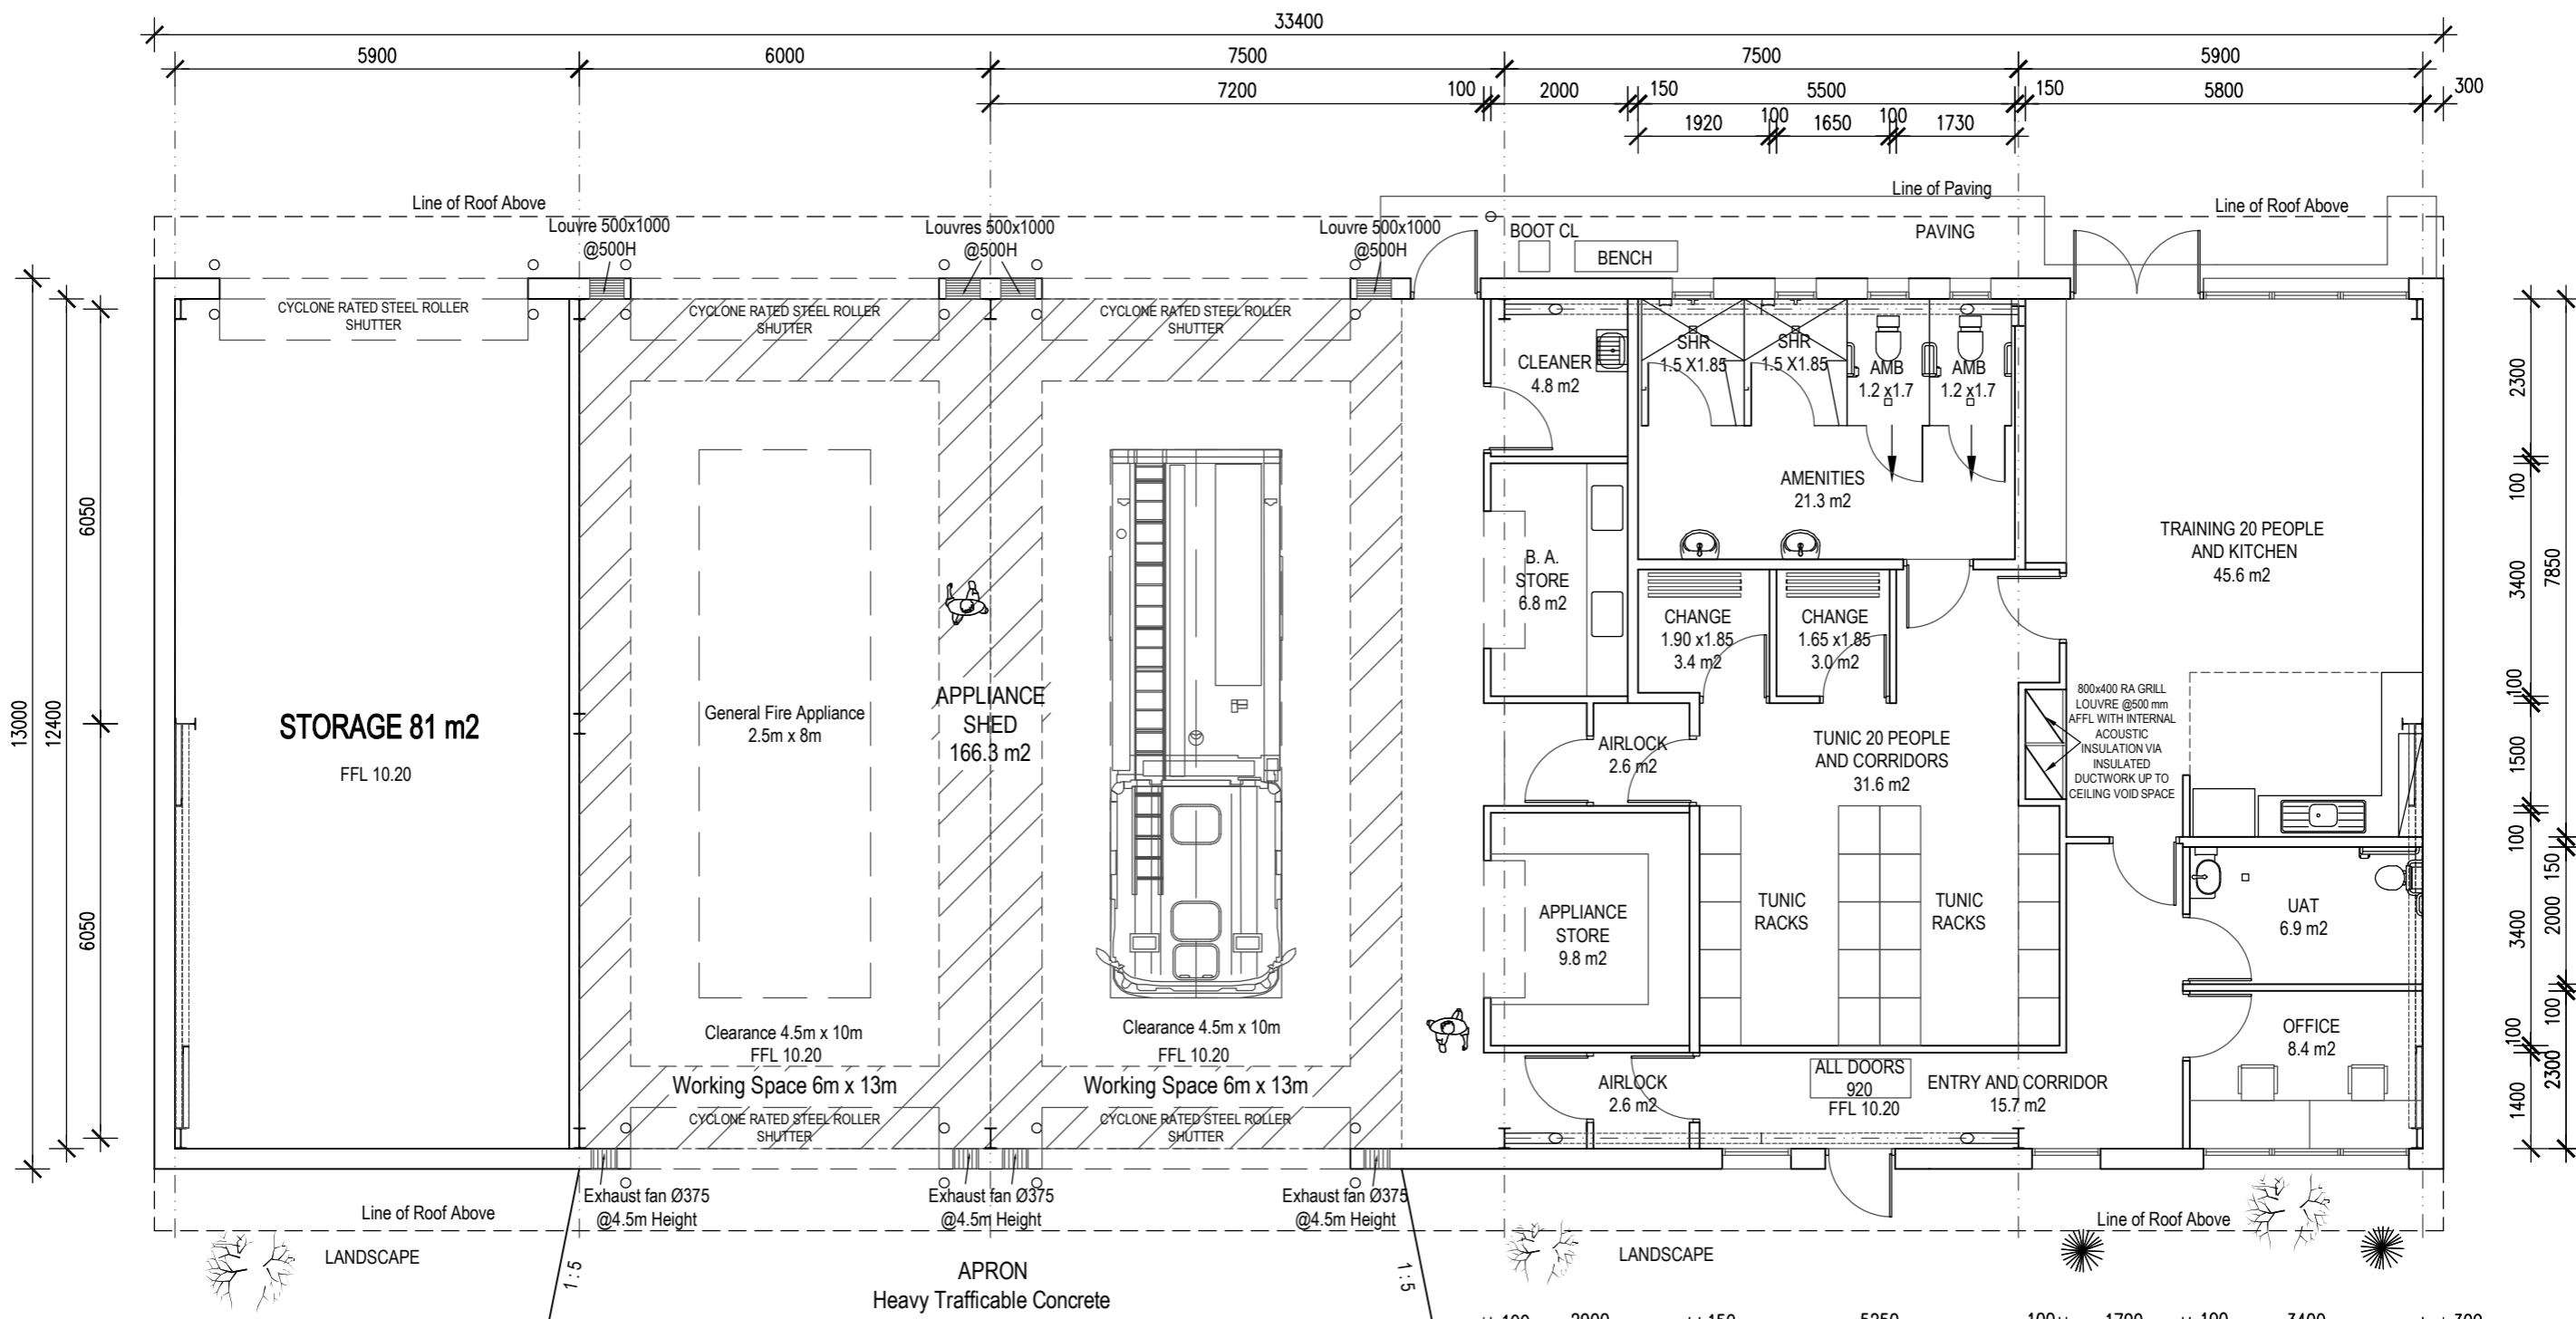 33400
5900
6000
7500
7500
5900
7200
100
2000
150
5500
150
5800
300
1920
100
1650
100
1730
Line of Roof Above
Line of Paving
Line of Roof Above
Louvre 500x1000
@500H
Louvres 500x1000
@500H
Louvre 500x1000
@500H
BOOT CL
BENCH
PAVING
CYCLONE RATED STEEL ROLLER
SHUTTER
CYCLONE RATED STEEL ROLLER
SHUTTER
CYCLONE RATED STEEL ROLLER
SHUTTER
13000
12400
6050
6050
STORAGE 81 m2
FFL 10.20
General Fire Appliance
2.5m x 8m
APPLIANCE
SHED
166.3 m2
Clearance 4.5m x 10m
FFL 10.20
Clearance 4.5m x 10m
FFL 10.20
Working Space 6m x 13m
Working Space 6m x 13m
CYCLONE RATED STEEL ROLLER
SHUTTER
CYCLONE RATED STEEL ROLLER
SHUTTER
CLEANER
4.8 m2
SHR
1.5 X1.85
SHR
1.5 X1.85
AMB
1.2 x1.7
AMB
1.2 x1.7
AMENITIES
21.3 m2
B. A.
STORE
6.8 m2
CHANGE
1.90 x1.85
3.4 m2
CHANGE
1.65 x1.85
3.0 m2
TRAINING 20 PEOPLE
AND KITCHEN
45.6 m2
800x400 RA GRILL
LOUVRE @500 mm
AFFL WITH INTERNAL
ACOUSTIC
INSULATION VIA
INSULATED
DUCTWORK UP TO
CEILING VOID SPACE
AIRLOCK
2.6 m2
TUNIC 20 PEOPLE
AND CORRIDORS
31.6 m2
APPLIANCE
STORE
9.8 m2
TUNIC
RACKS
TUNIC
RACKS
UAT
6.9 m2
OFFICE
8.4 m2
AIRLOCK
2.6 m2
ALL DOORS
920
FFL 10.20
ENTRY AND CORRIDOR
15.7 m2
2300
100
3400
100
1500
100
3400
100
1400
7850
150
2000
100
2300
Exhaust fan Ø375
@4.5m Height
Exhaust fan Ø375
@4.5m Height
Exhaust fan Ø375
@4.5m Height
Line of Roof Above
Line of Roof Above
LANDSCAPE
LANDSCAPE
1 : 5
1 : 5
APRON
Heavy Trafficable Concrete
100
150
5250
100
1700
100
3400
300